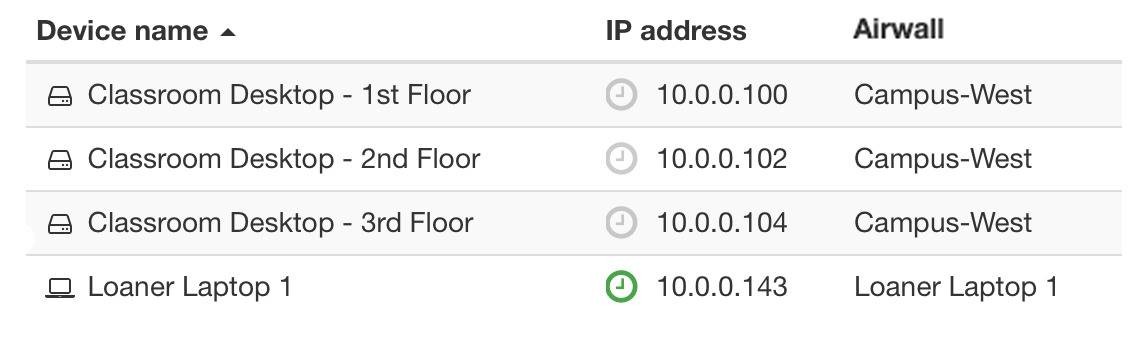 Device name IP address Airwall
Classroom Desktop - 1st Floor 10.0.0.100 Campus-West
Classroom Desktop - 2nd Floor 10.0.0.102 Campus-West
Classroom Desktop - 3rd Floor 10.0.0.104 Campus-West
Loaner Laptop 1 10.0.0.143 Loaner Laptop 1